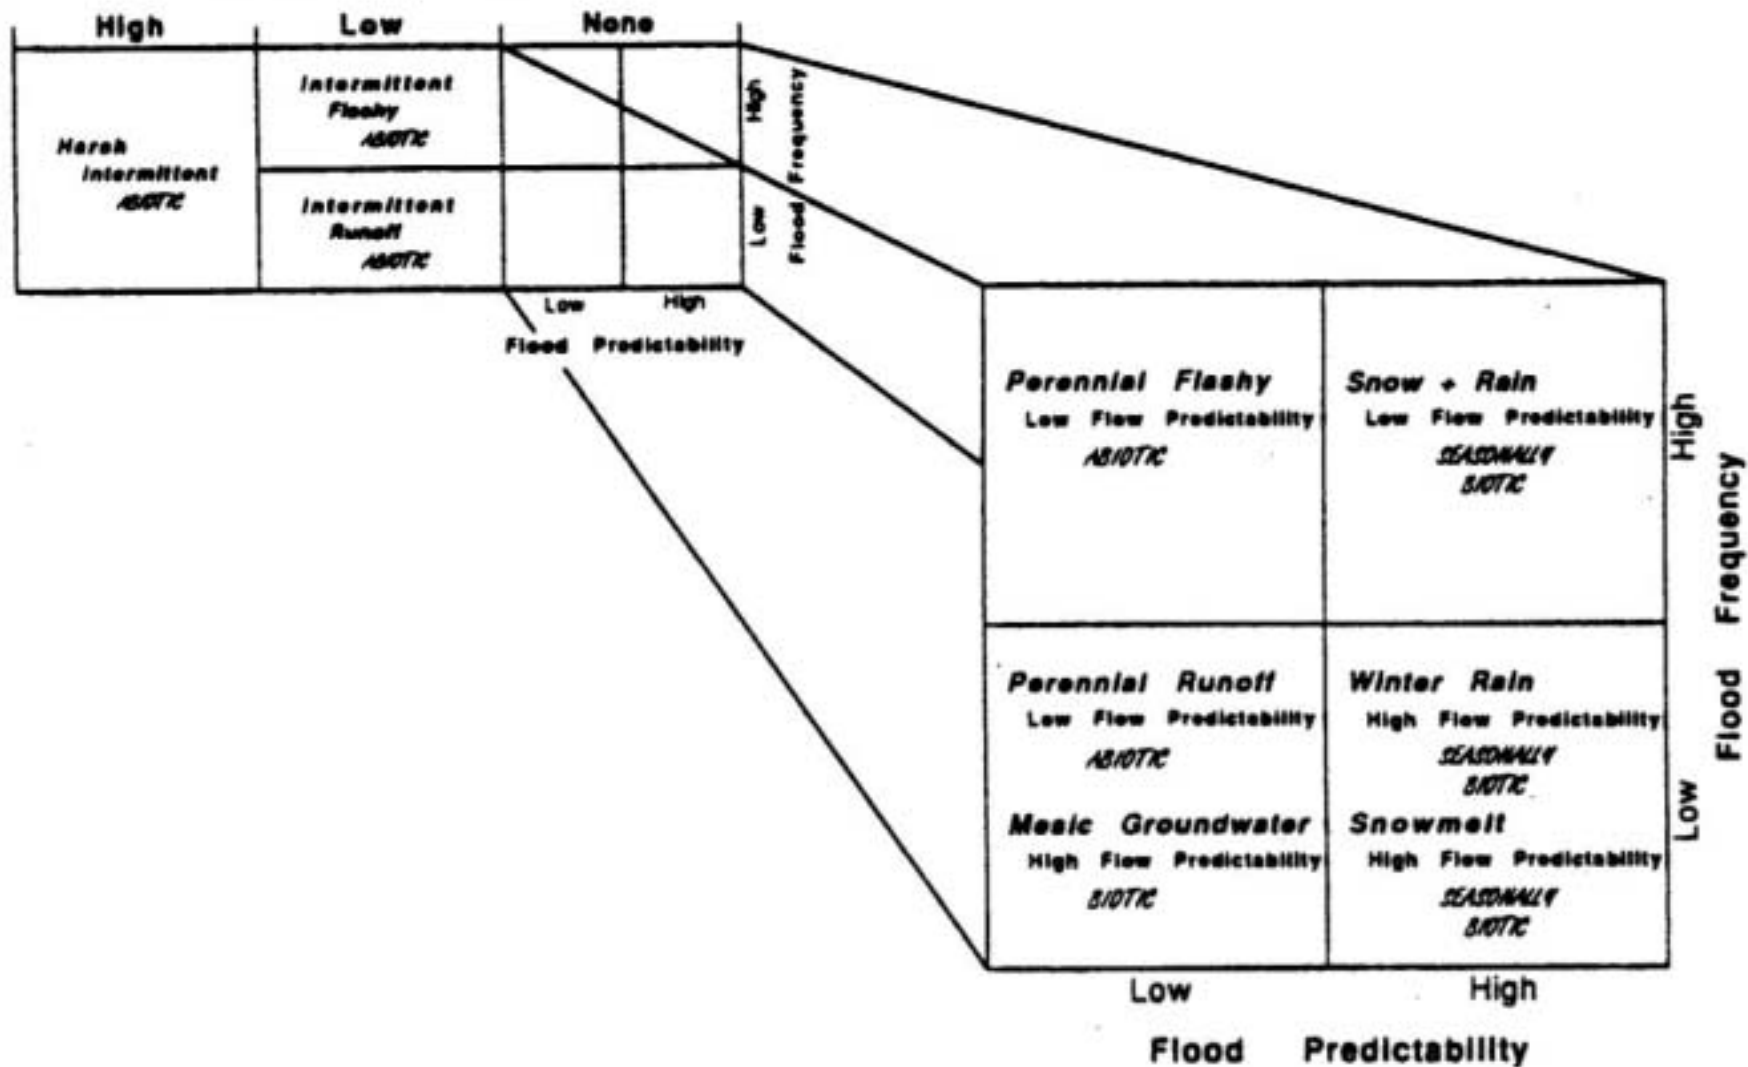 High Low None
Harsh
Intermittent
ABIOTIC
Intermittent
Flashy
ABIOTIC
Intermittent
Runoff
ABIOTIC
High
Low
Flood Frequency
Low High
Flood Predictability
Perennial Flashy
Low Flow Predictability
ABIOTIC
Snow + Rain
Low Flow Predictability
SEASONALLY
BIOTIC
Perennial Runoff
Low Flow Predictability
ABIOTIC
Mesic Groundwater
High Flow Predictability
BIOTIC
Winter Rain
High Flow Predictability
SEASONALLY
BIOTIC
Snowmelt
High Flow Predictability
SEASONALLY
BIOTIC
High
Low
Flood Frequency
Low High
Flood Predictability